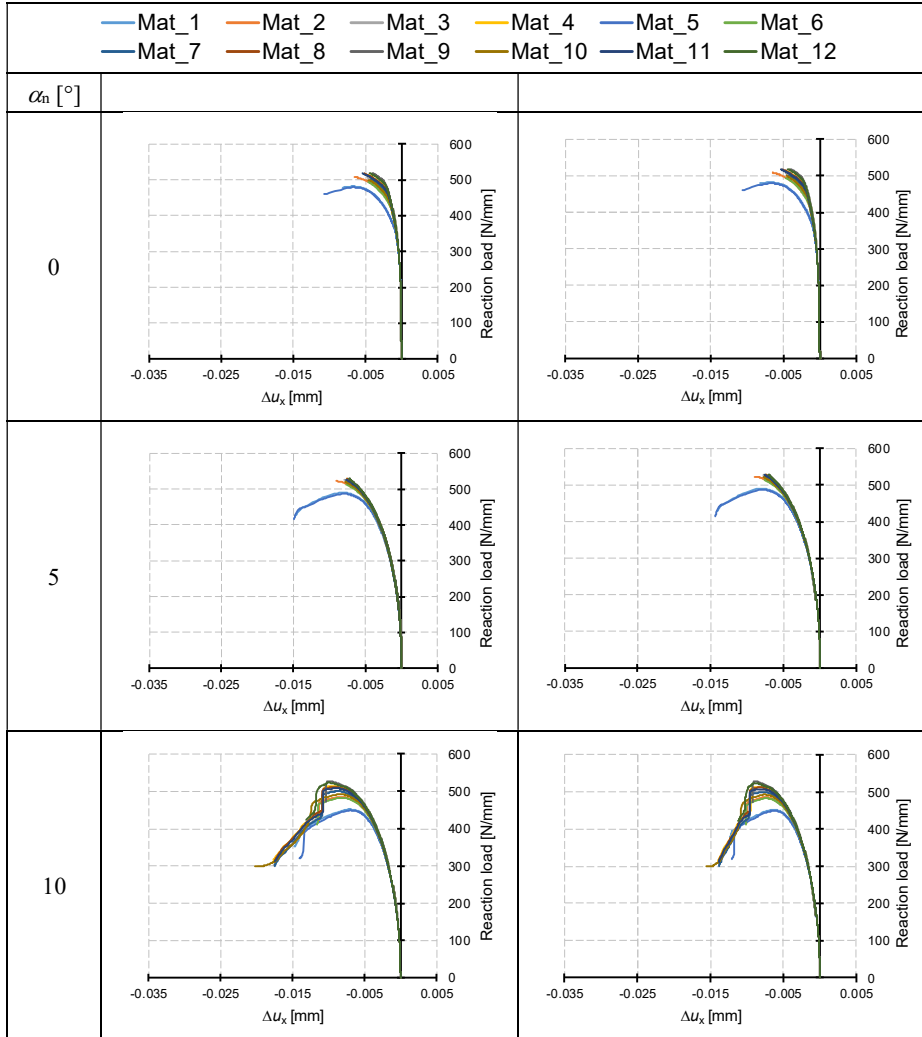 Mat_1 Mat_2 Mat_3 Mat_4 Mat_5 Mat_6
Mat_7 Mat_8 Mat_9 Mat_10 Mat_11 Mat_12
αn [°]
0
600
500
400
300
200
100
0
-0.035 -0.025 -0.015 -0.005 0.005
Δux [mm]
Reaction load [N/mm]
600
500
400
300
200
100
0
-0.035 -0.025 -0.015 -0.005 0.005
Δux [mm]
Reaction load [N/mm]
5
600
500
400
300
200
100
0
-0.035 -0.025 -0.015 -0.005 0.005
Δux [mm]
Reaction load [N/mm]
600
500
400
300
200
100
0
-0.035 -0.025 -0.015 -0.005 0.005
Δux [mm]
Reaction load [N/mm]
10
600
500
400
300
200
100
0
-0.035 -0.025 -0.015 -0.005 0.005
Δux [mm]
Reaction load [N/mm]
600
500
400
300
200
100
0
-0.035 -0.025 -0.015 -0.005 0.005
Δux [mm]
Reaction load [N/mm]